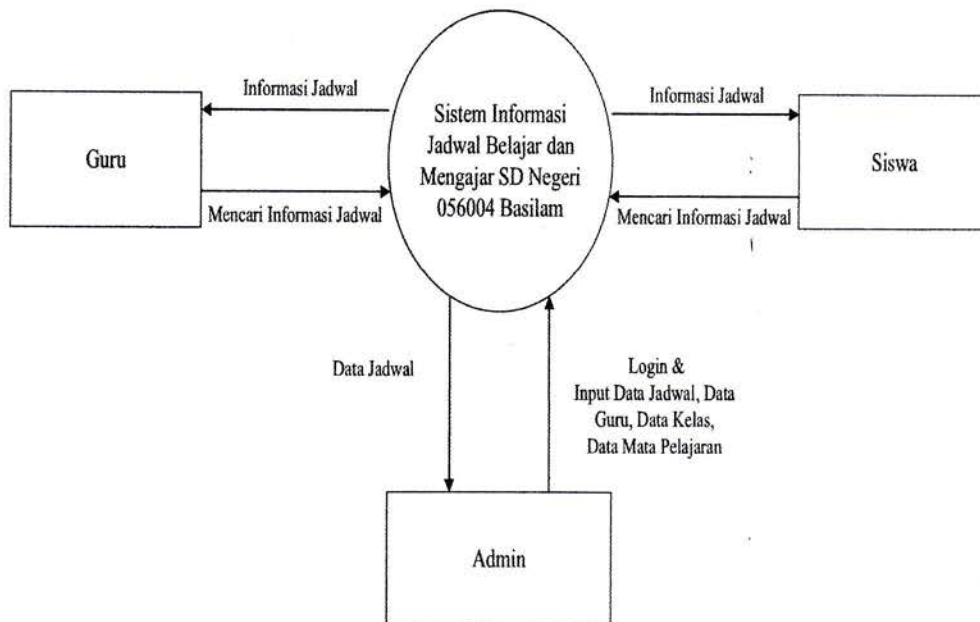 Informasi Jadwal
Guru
Mencari Informasi Jadwal
Sistem Informasi
Jadwal Belajar dan
Mengajar SD Negeri
056004 Basilam
Informasi Jadwal
Siswa
Mencari Informasi Jadwal
Data Jadwal
Login &
Input Data Jadwal, Data
Guru, Data Kelas,
Data Mata Pelajaran
Admin